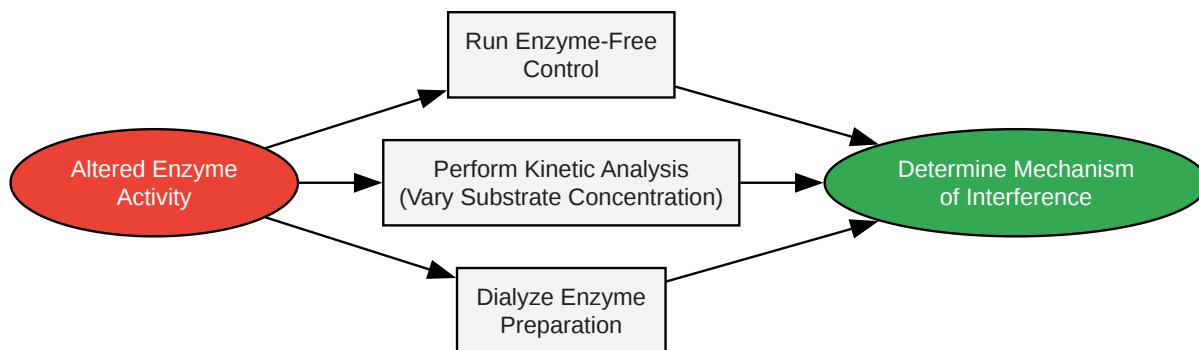 Run Enzyme-Free
Control
Altered Enzyme
Activity
Perform Kinetic Analysis
(Vary Substrate Concentration)
Determine Mechanism
of Interference
Dialyze Enzyme
Preparation